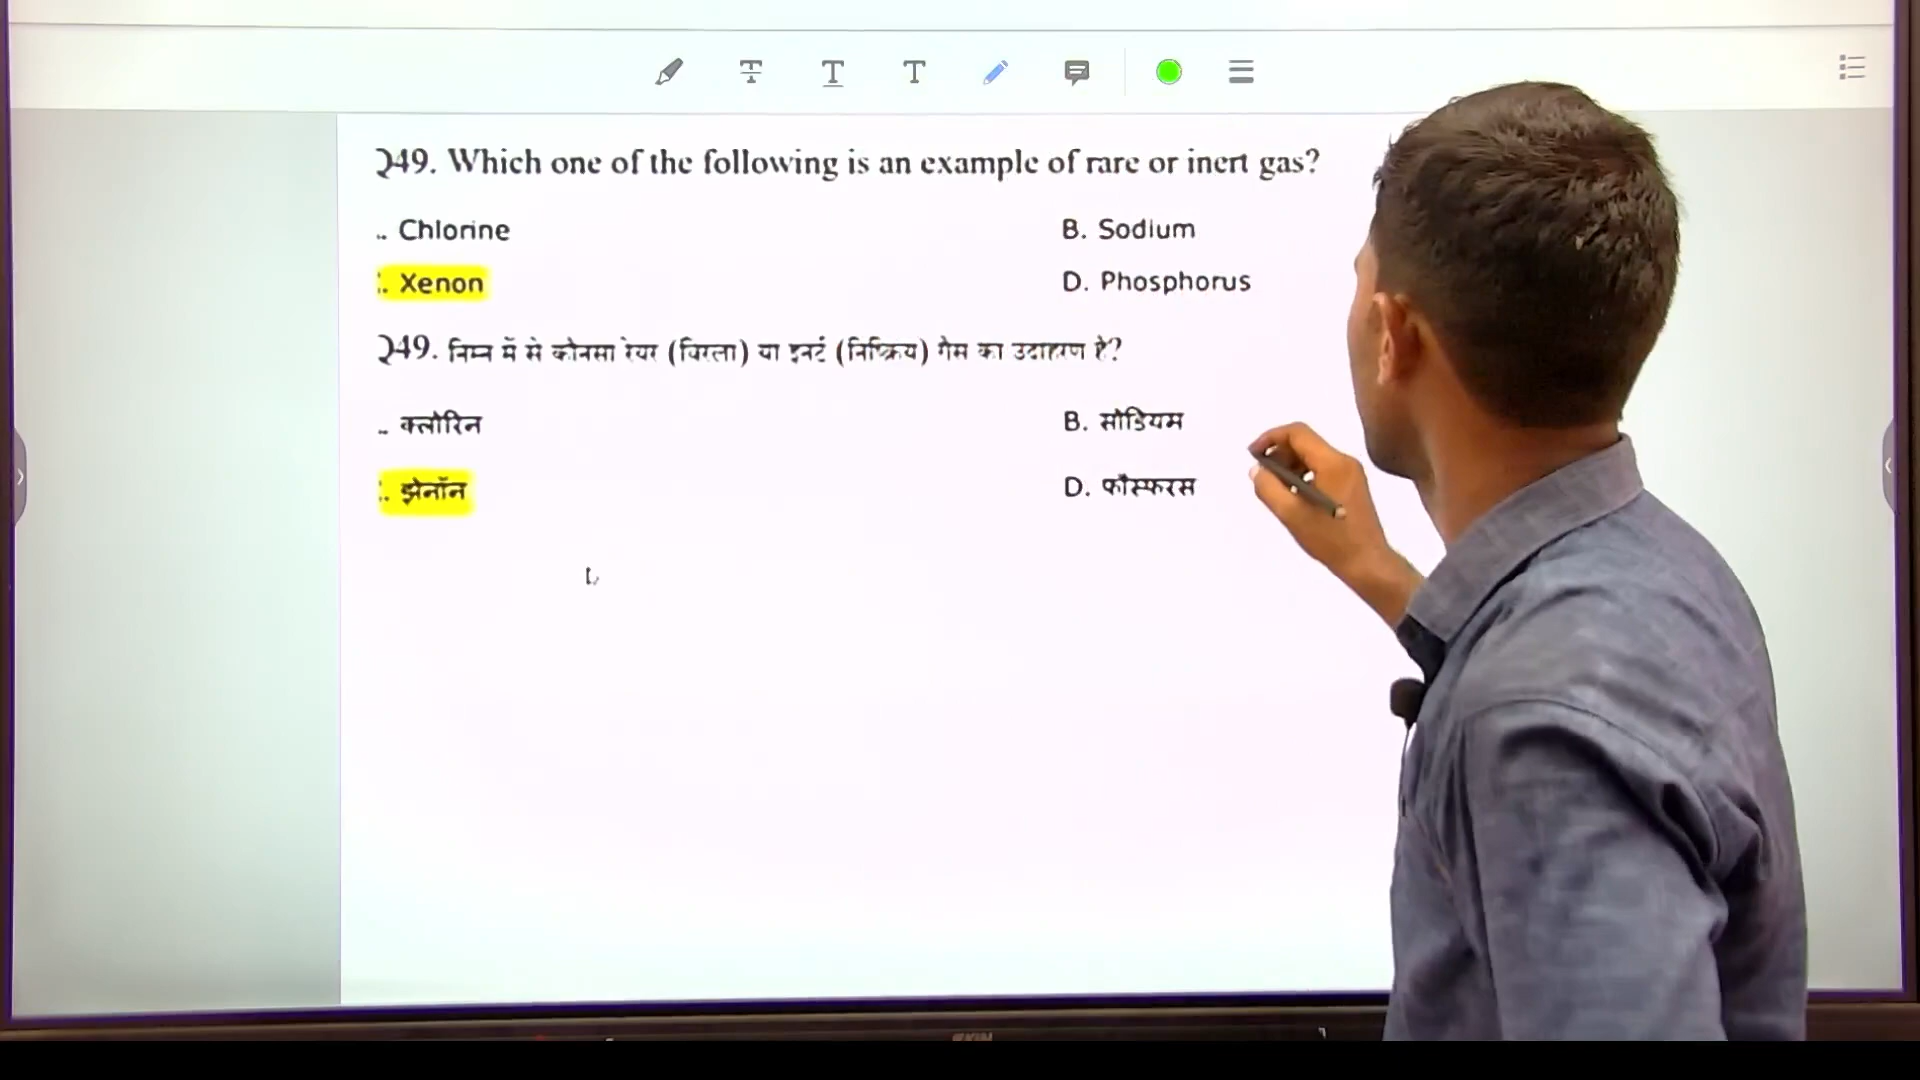 Q49. Which one of the following is an example of rare or inert gas?
Chlorine
B. Sodium
Xenon
D. Phosphorus
Q49. निम्न में से कौनसा रेयर (विरला) या इनर्ट (निष्क्रिय) गैस का उदाहरण है?
क्लोरिन
B. सोडियम
झेनॉन
D. फॉस्फरस